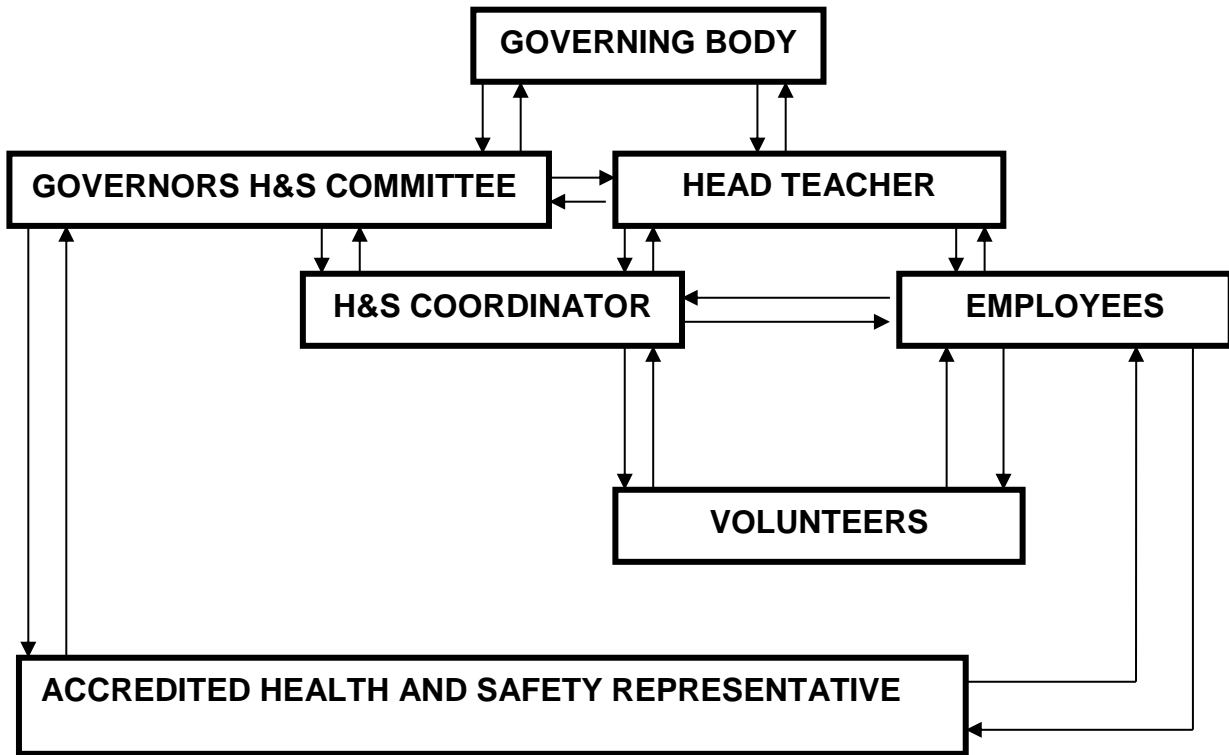 GOVERNING BODY
GOVERNORS H&S COMMITTEE
HEAD TEACHER
H&S COORDINATOR
EMPLOYEES
VOLUNTEERS
ACCREDITED HEALTH AND SAFETY REPRESENTATIVE